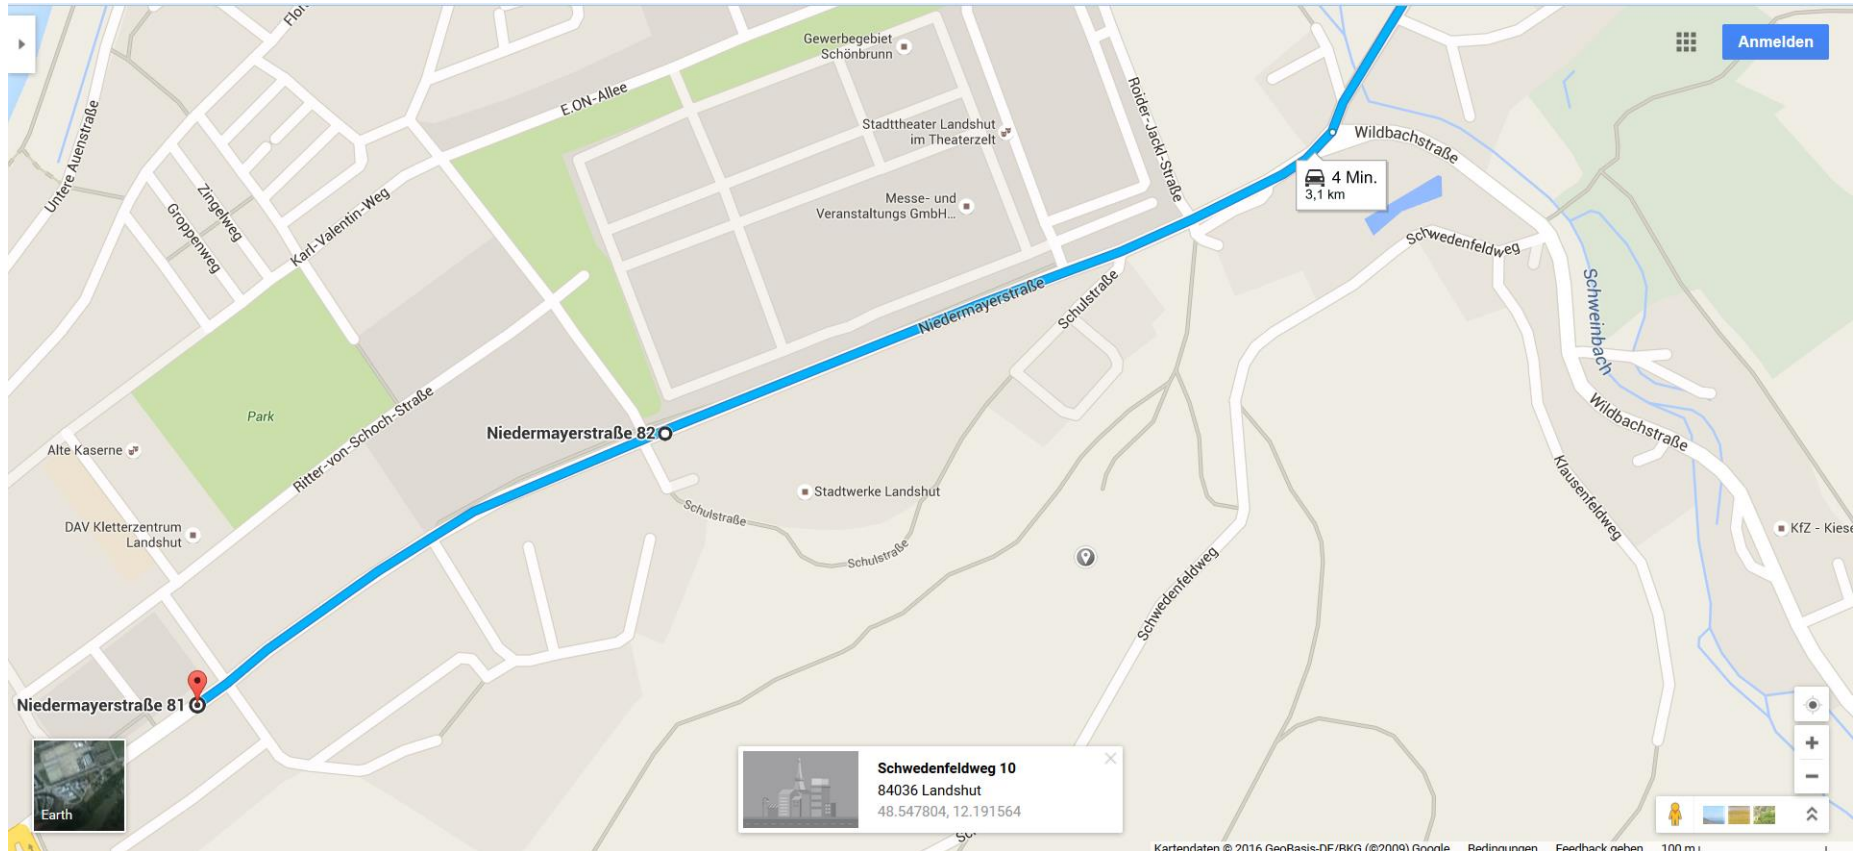 Anmelden
Gewerbegebiet
Schönbrunn
E.ON-Allee
Stadttheater Landshut
im Theaterzelt
Roider-Jackl-Straße
Wildbachstraße
4 Min.
3,1 km
Untere Auenstraße
Zingelweg
Groppenweg
Karl-Valentin-Weg
Messe- und
Veranstaltungs GmbH...
Schwedenfeldweg
Schweinbach
Niedermayerstraße
Schulstraße
Park
Ritter-von-Schoch-Straße
Alte Kaserne
Niedermayerstraße 82
Wildbachstraße
Stadtwerke Landshut
Schulstraße
Schulstraße
Klausenfeldweg
DAV Kletterzentrum
Landshut
KfZ - Kiese
Schwedenfeldweg
Niedermayerstraße 81
Schwedenfeldweg 10
84036 Landshut
48.547804, 12.191564
Earth
Kartendaten © 2016 GeoBasis-DE/BKG (©2009) Google Bedingungen Feedback geben 100 m